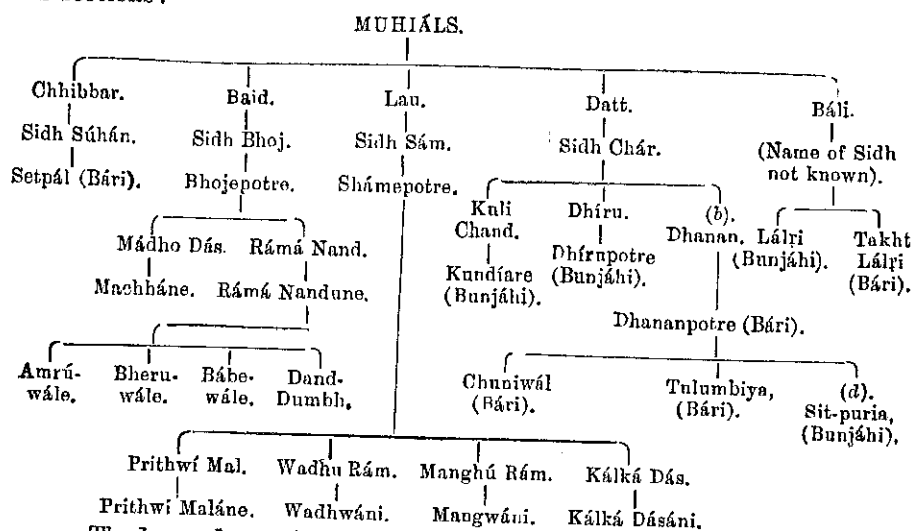 MUHIÁLS.
Chhibbar. Baid. Lau. Datt. Báli.
Sidh Súhán. Sidh Bhoj. Sidh Sám. Sidh Chár. (Name of Sidh
not known).
Setpál (Bári). Bhojepotre. Shámepotre.
Kuli Dhíru. (b).
Chand. Dhanan. Lálṛi Takht
(Bunjáhi). Lálṛi
(Bári).
Mádho Dás. Rámá Nand.
Kundíare Dhírupotre
(Bunjáhi). (Bunjáhi).
Machháne. Rámá Nandune.
Dhananpotre (Bári).
Amrú- Bheru- Bábe- Dand-
wále. wále. wále. Dumbh.
Chuniwál Tulumbiya, (d).
(Bári). (Bári). Sit-puria,
(Bunjáhi).
Prithwí Mal. Wadhu Rám. Manghú Rám. Kálká Dás.
Prithwí Maláne. Wadhwáni. Mangwáni. Kálká Dásáni.